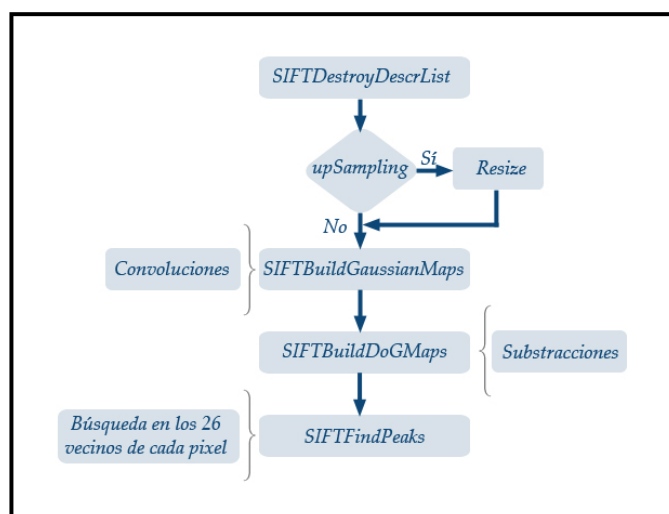 SIFTDestroyDescrList
upSampling
Sí
Resize
No
Convoluciones
SIFTBuildGaussianMaps
SIFTBuildDoGMaps
Substracciones
Búsqueda en los 26
vecinos de cada pixel
SIFTFindPeaks